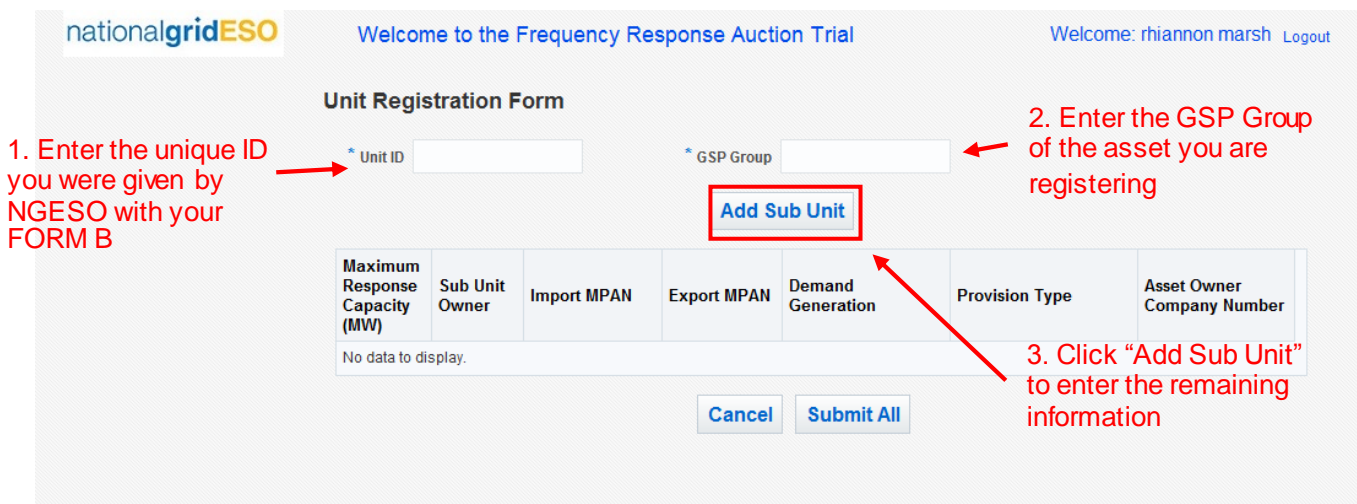 nationalgridESO
Welcome to the Frequency Response Auction Trial
Welcome: rhiannon marsh Logout
Unit Registration Form
1. Enter the unique ID
you were given by
NGESO with your
FORM B
* Unit ID
* GSP Group
2. Enter the GSP Group
of the asset you are
registering
Add Sub Unit
Maximum
Response
Capacity
(MW)
Sub Unit
Owner
Import MPAN
Export MPAN
Demand
Generation
Provision Type
Asset Owner
Company Number
No data to display.
3. Click “Add Sub Unit”
to enter the remaining
information
Cancel
Submit All